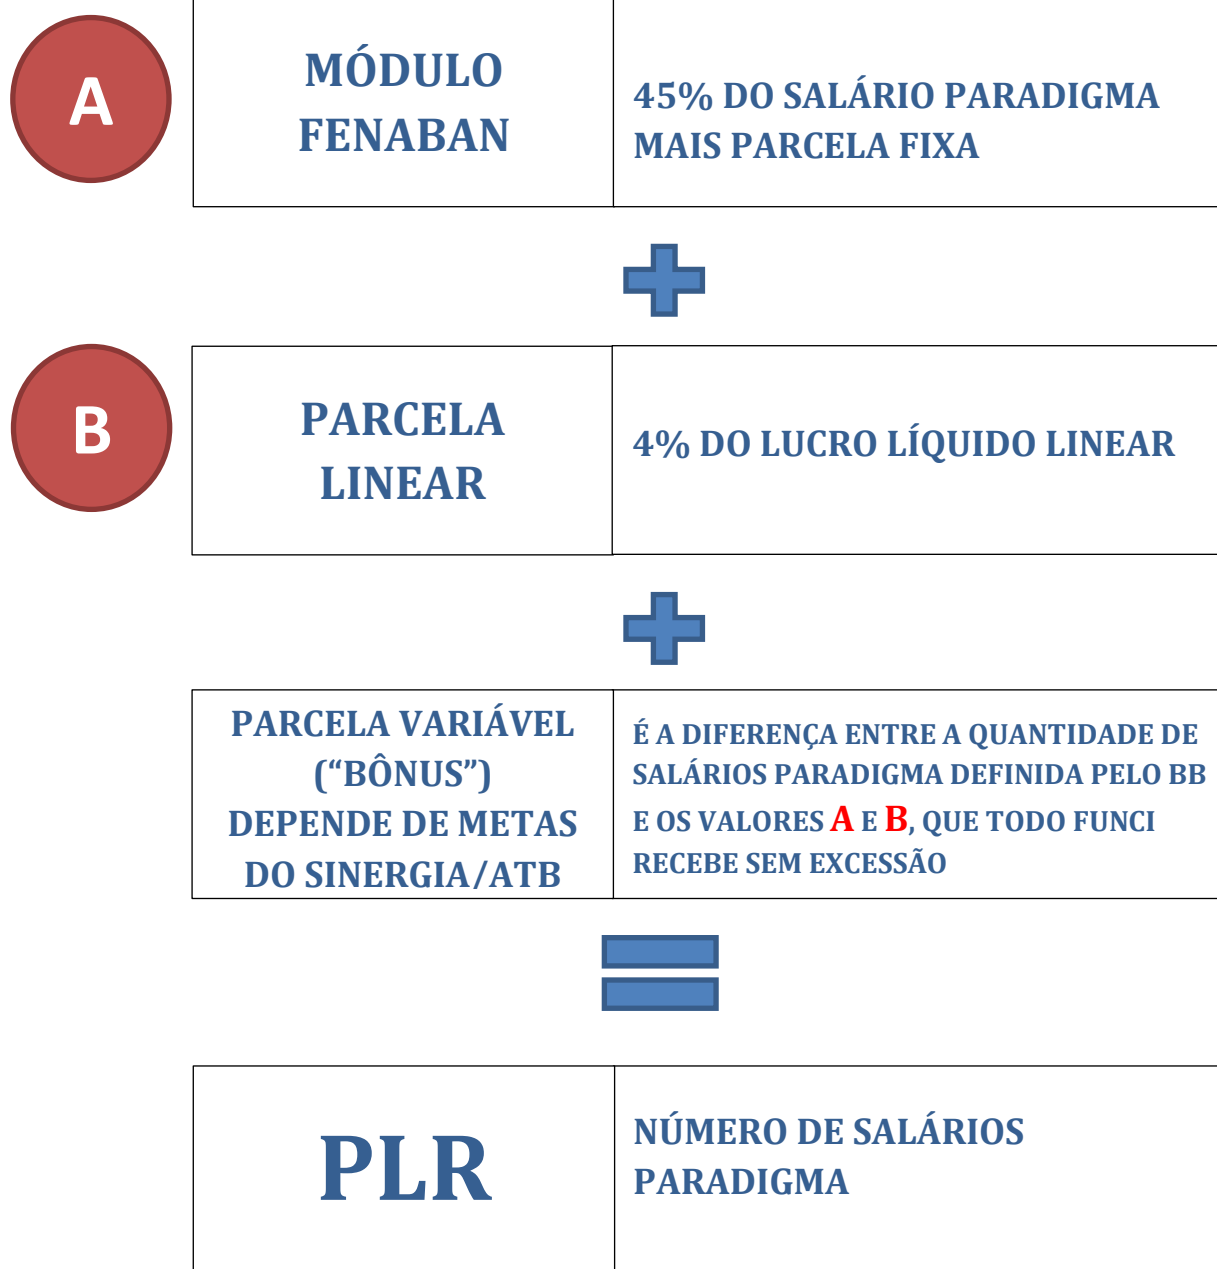 A
MÓDULO
FENABAN
45% DO SALÁRIO PARADIGMA
MAIS PARCELA FIXA
B
PARCELA
LINEAR
4% DO LUCRO LÍQUIDO LINEAR
PARCELA VARIÁVEL
(“BÔNUS”)
DEPENDE DE METAS
DO SINERGIA/ATB
É A DIFERENÇA ENTRE A QUANTIDADE DE
SALÁRIOS PARADIGMA DEFINIDA PELO BB
E OS VALORES A E B, QUE TODO FUNCI
RECEBE SEM EXCESSÃO
PLR
NÚMERO DE SALÁRIOS
PARADIGMA